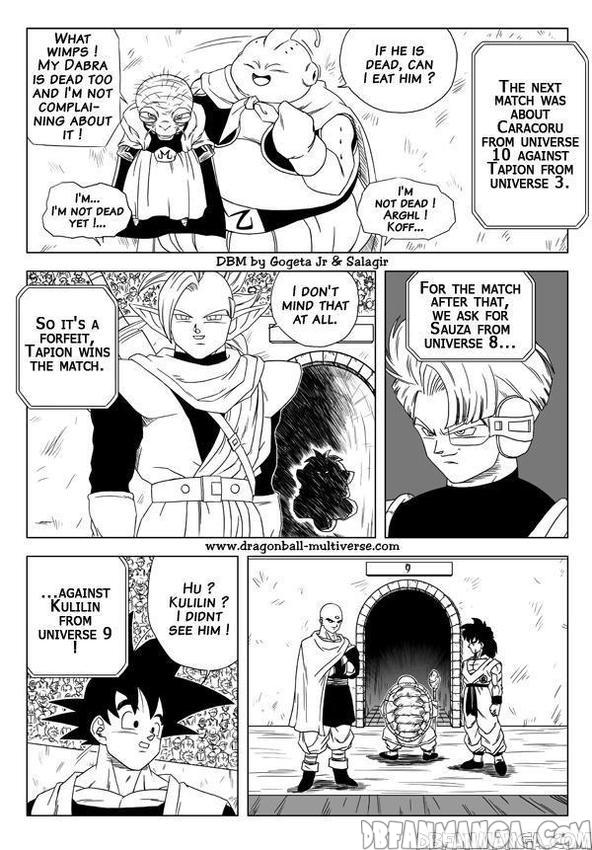 WHAT
WIMPS !
MY DABRA
IS DEAD TOO
AND I'M NOT
COMPLAI-
NING ABOUT
IT !
IF HE IS
DEAD, CAN
I EAT HIM ?
THE NEXT
MATCH WAS
ABOUT
CARACORU
FROM UNIVERSE
10 AGAINST
TAPION FROM
UNIVERSE 3.
I'M...
I'M NOT DEAD
YET !...
I'M
NOT DEAD !
ARGHL !
KOFF...
M
DBM by Gogeta Jr & Salagir
SO IT'S A
FORFEIT,
TAPION WINS
THE MATCH.
I DON'T
MIND THAT
AT ALL.
FOR THE MATCH
AFTER THAT,
WE ASK FOR
SAUZA FROM
UNIVERSE 8...
www.dragonball-multiverse.com
...AGAINST
KULILIN
FROM
UNIVERSE 9
!
HU ?
KULILIN ?
I DIDNT
SEE HIM !
9
DBFANMANGA.COM
DBFANMANGA.COM